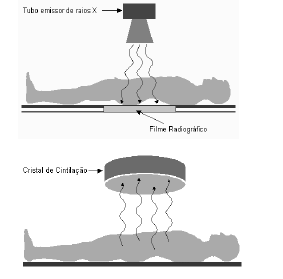 Tubo emissor de raios X
Filme Radiográfico
Cristal de Cintilação